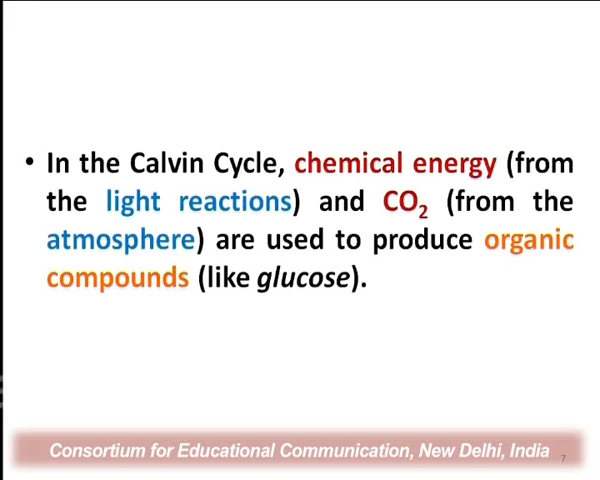 • In the Calvin Cycle, chemical energy (from
the light reactions) and CO₂ (from the
atmosphere) are used to produce organic
compounds (like glucose).
Consortium for Educational Communication, New Delhi, India
7